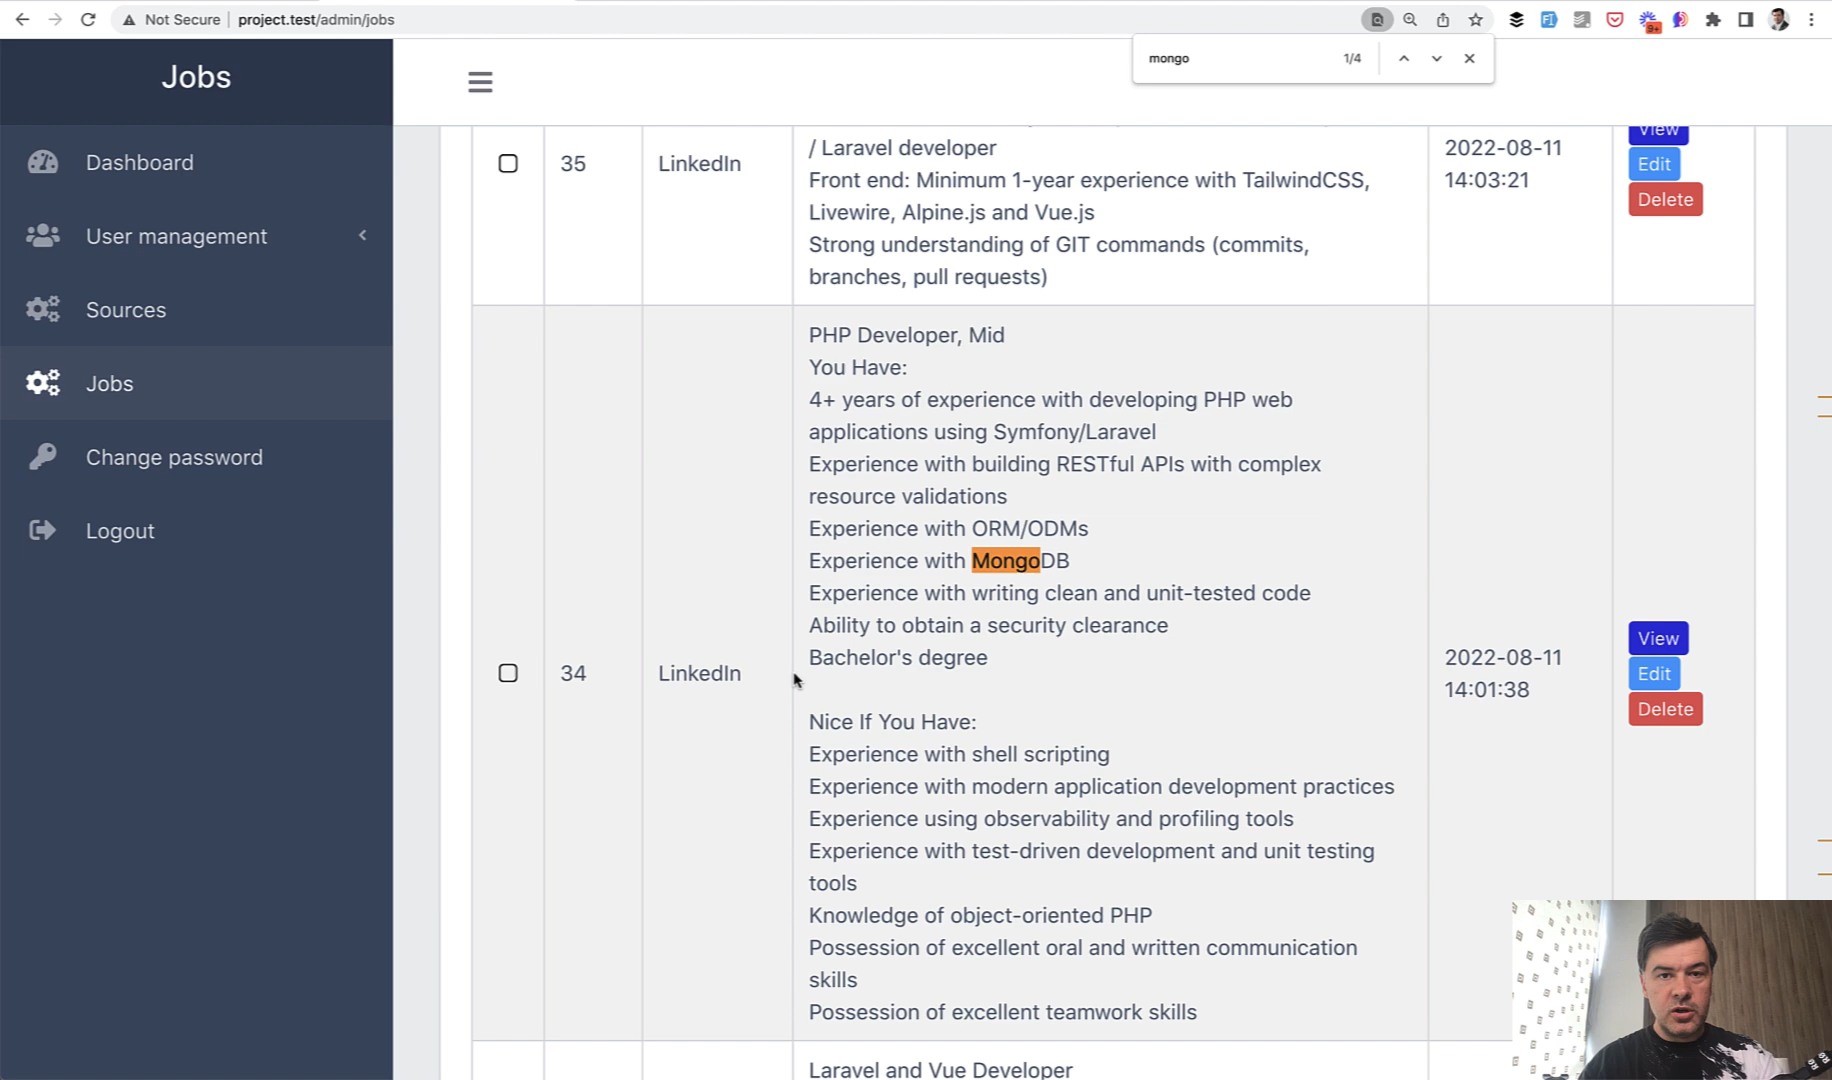 Not Secure
project.test/admin/jobs
9+
mongo
1/4
Jobs
Dashboard
User management
Sources
Jobs
Change password
Logout
35
LinkedIn
/ Laravel developer
Front end: Minimum 1-year experience with TailwindCSS,
Livewire, Alpine.js and Vue.js
Strong understanding of GIT commands (commits,
branches, pull requests)
2022-08-11
14:03:21
View
Edit
Delete
34
LinkedIn
PHP Developer, Mid
You Have:
4+ years of experience with developing PHP web
applications using Symfony/Laravel
Experience with building RESTful APIs with complex
resource validations
Experience with ORM/ODMs
Experience with MongoDB
Experience with writing clean and unit-tested code
Ability to obtain a security clearance
Bachelor's degree
Nice If You Have:
Experience with shell scripting
Experience with modern application development practices
Experience using observability and profiling tools
Experience with test-driven development and unit testing
tools
Knowledge of object-oriented PHP
Possession of excellent oral and written communication
skills
Possession of excellent teamwork skills
2022-08-11
14:01:38
View
Edit
Delete
Laravel and Vue Developer